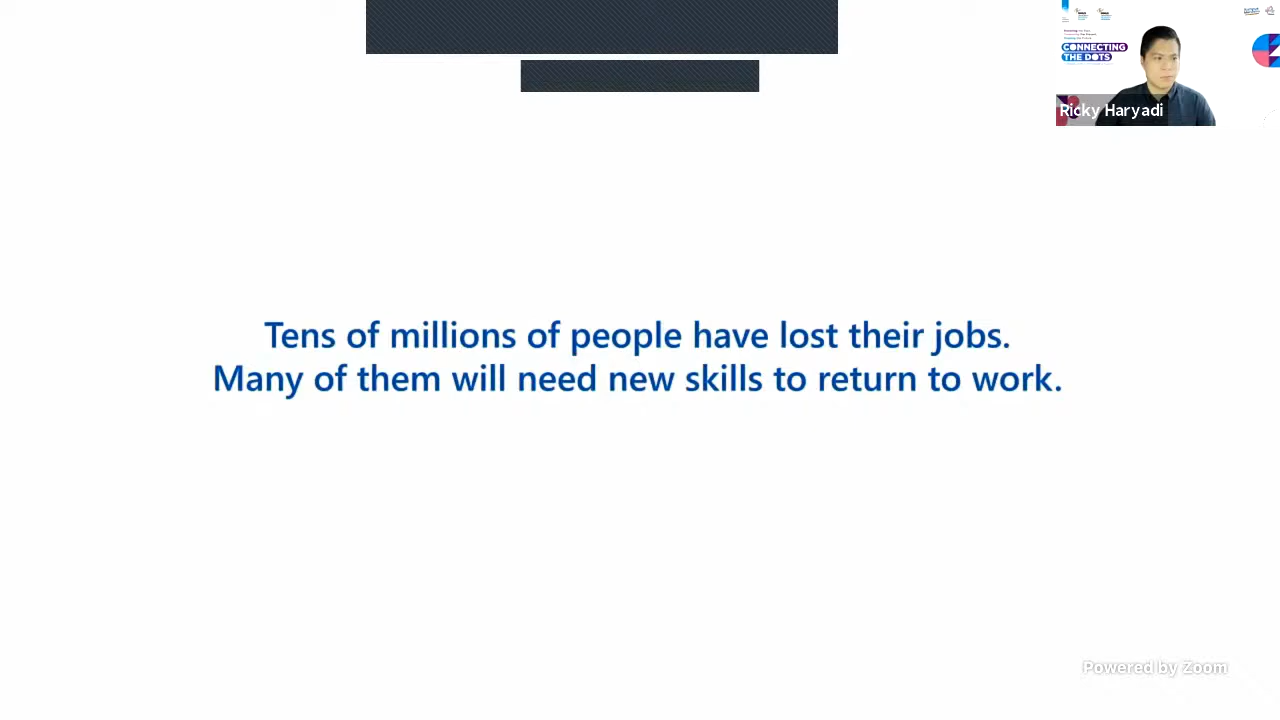 CONNECTING
THE DOTS
Ricky Haryadi
Tens of millions of people have lost their jobs.
Many of them will need new skills to return to work.
Powered by Zoom